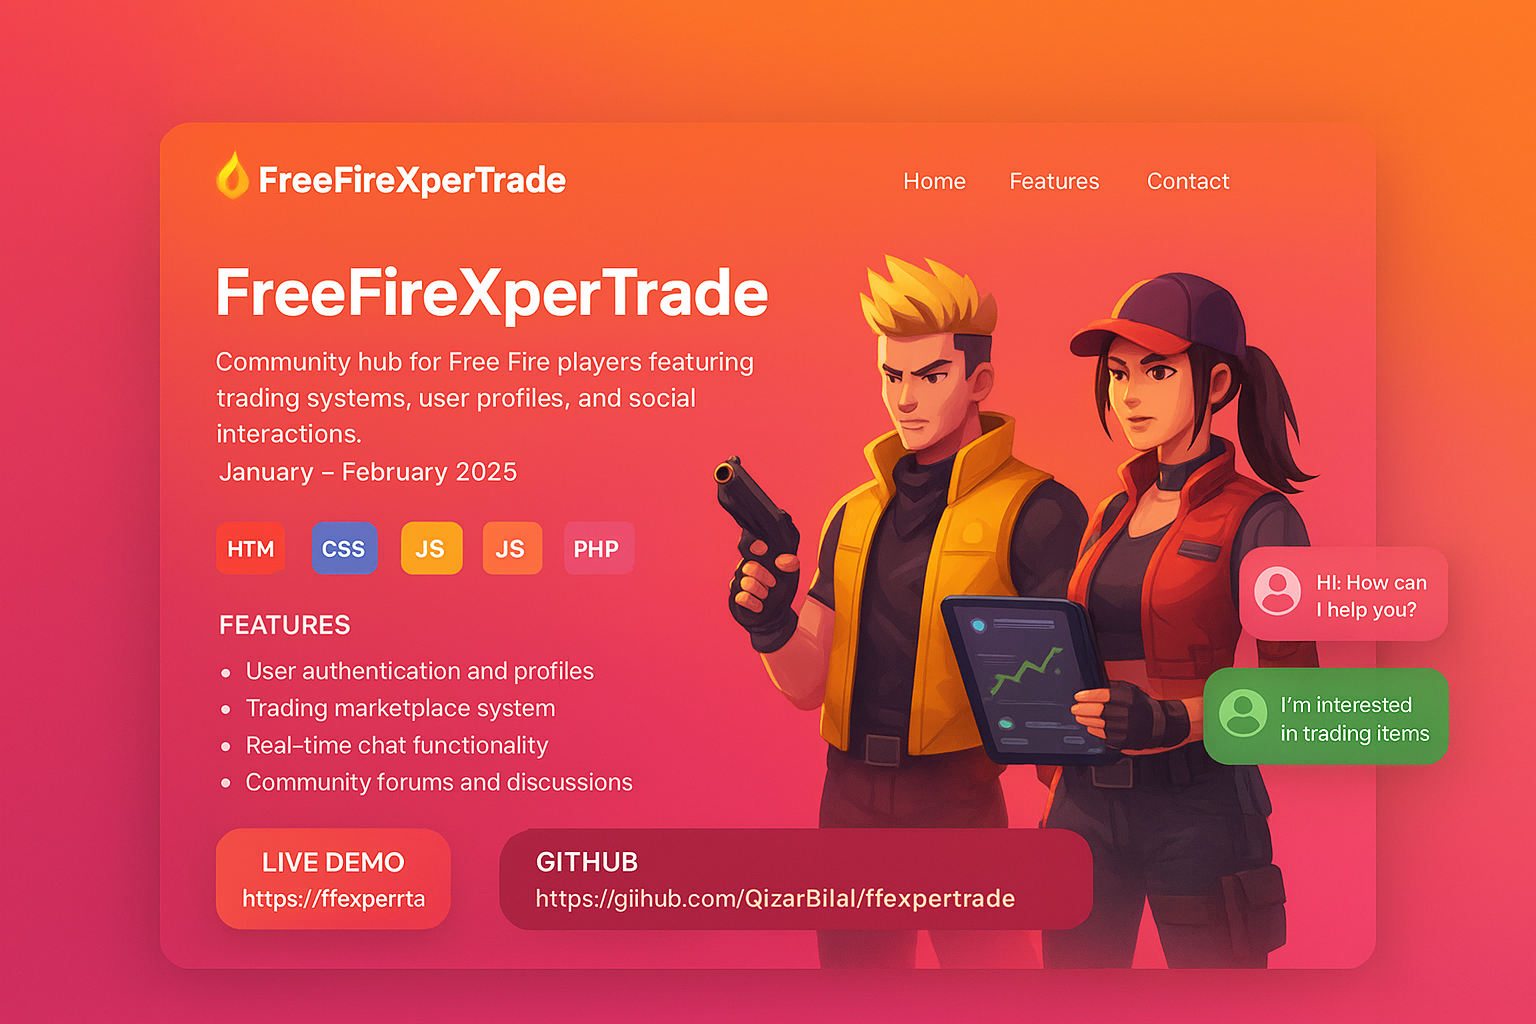 FreeFireXperTrade
Home Features Contact
FreeFireXperTrade
Community hub for Free Fire players featuring
trading systems, user profiles, and social
interactions.
January – February 2025
HTM CSS JS JS PHP
FEATURES
• User authentication and profiles
• Trading marketplace system
• Real–time chat functionality
• Community forums and discussions
HI: How can
I help you?
I'm interested
in trading items
LIVE DEMO
https://ffexperrta
GITHUB
https://giihub.com/QizarBilal/ffexpertrade